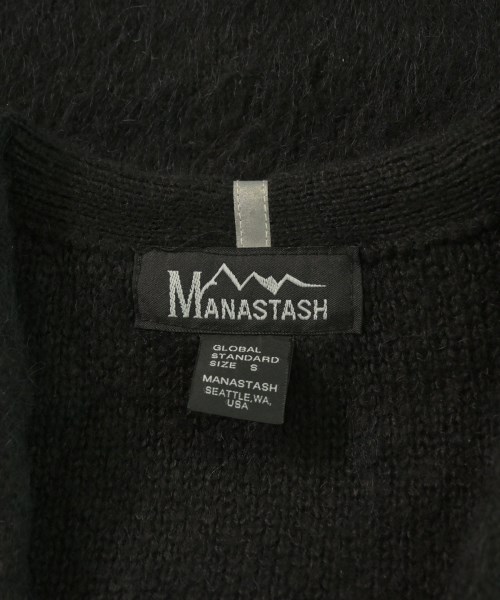 MANASTASH
GLOBAL
STANDARD
SIZE S
MANASTASH
SEATTLE,WA.
USA